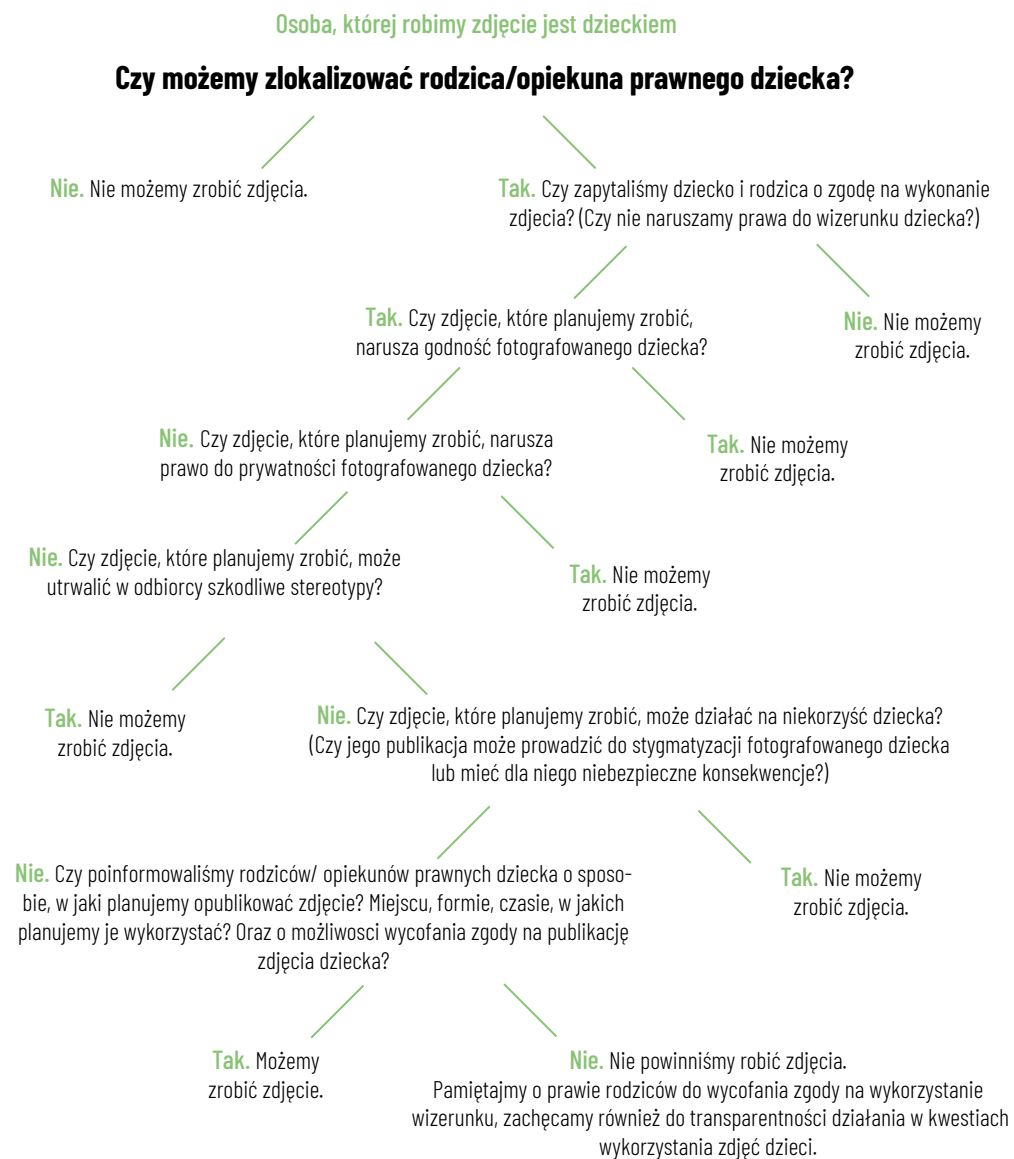 Osoba, której robimy zdjęcie jest dzieckiem
Czy możemy zlokalizować rodzica/opiekuna prawnego dziecka?
Nie. Nie możemy zrobić zdjęcia.
Tak. Czy zapytaliśmy dziecko i rodzica o zgodę na wykonanie
zdjecia? (Czy nie naruszamy prawa do wizerunku dziecka?)
Tak. Czy zdjęcie, które planujemy zrobić,
narusza godność fotografowanego dziecka?
Nie. Nie możemy
zrobić zdjęcia.
Nie. Czy zdjęcie, które planujemy zrobić, narusza
prawo do prywatności fotografowanego dziecka?
Tak. Nie możemy
zrobić zdjęcia.
Nie. Czy zdjęcie, które planujemy zrobić, może
utrwalić w odbiorcy szkodliwe stereotypy?
Tak. Nie możemy
zrobić zdjęcia.
Tak. Nie możemy
zrobić zdjęcia.
Nie. Czy zdjęcie, które planujemy zrobić, może działać na niekorzyść dziecka?
(Czy jego publikacja może prowadzić do stygmatyzacji fotografowanego dziecka
lub mieć dla niego niebezpieczne konsekwencje?)
Nie. Czy poinformowaliśmy rodziców/ opiekunów prawnych dziecka o sposo-
bie, w jaki planujemy opublikować zdjęcie? Miejscu, formie, czasie, w jakich
planujemy je wykorzystać? Oraz o możliwosci wycofania zgody na publikację
zdjęcia dziecka?
Tak. Nie możemy
zrobić zdjęcia.
Tak. Możemy
zrobić zdjęcie.
Nie. Nie powinniśmy robić zdjęcia.
Pamiętajmy o prawie rodziców do wycofania zgody na wykorzystanie
wizerunku, zachęcamy również do transparentności działania w kwestiach
wykorzystania zdjęć dzieci.